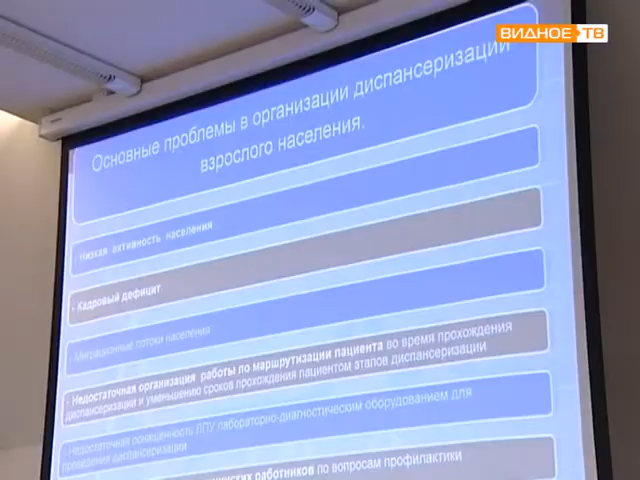 ВИДНОЕ ТВ
Основные проблемы в организации диспансеризации
взрослого населения.
Низкая активность населения
- Кадровый дефицит
Миграционные потоки населения
- Недостаточная организация работы по маршрутизации пациента во время прохождения
диспансеризации и уменьшению сроков прохождения пациентом этапов диспансеризации
- Недостаточная оснащенность ЛПУ лабораторно-диагностическим оборудованием для
проведения диспансеризации
работников по вопросам профилактики